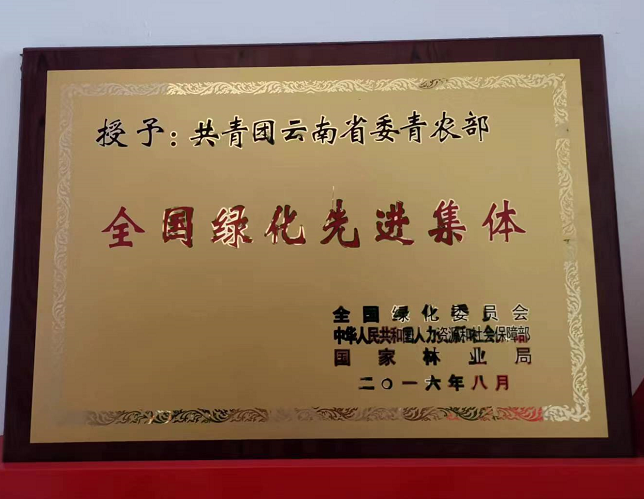 授予：共青团云南省委青农部
全国绿化先进集体
全国绿化委员会
中华人民共和国人力资源和社会保障部
国家林业局
二〇一六年八月